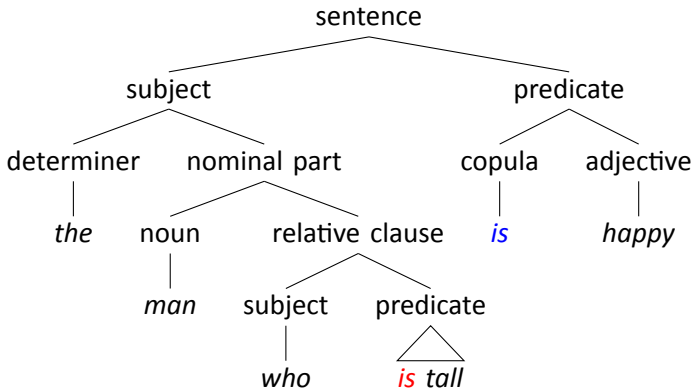 sentence
subject predicate
determiner nominal part copula adjective
the noun relative clause is happy
man subject predicate
who is tall